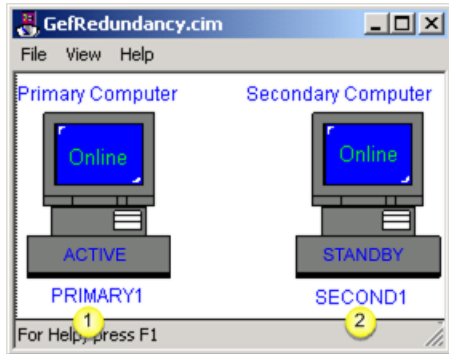 GefRedundancy.cim
File View Help
Primary Computer Secondary Computer
Online Online
ACTIVE STANDBY
PRIMARY1 SECOND1
1 2
For Help, press F1